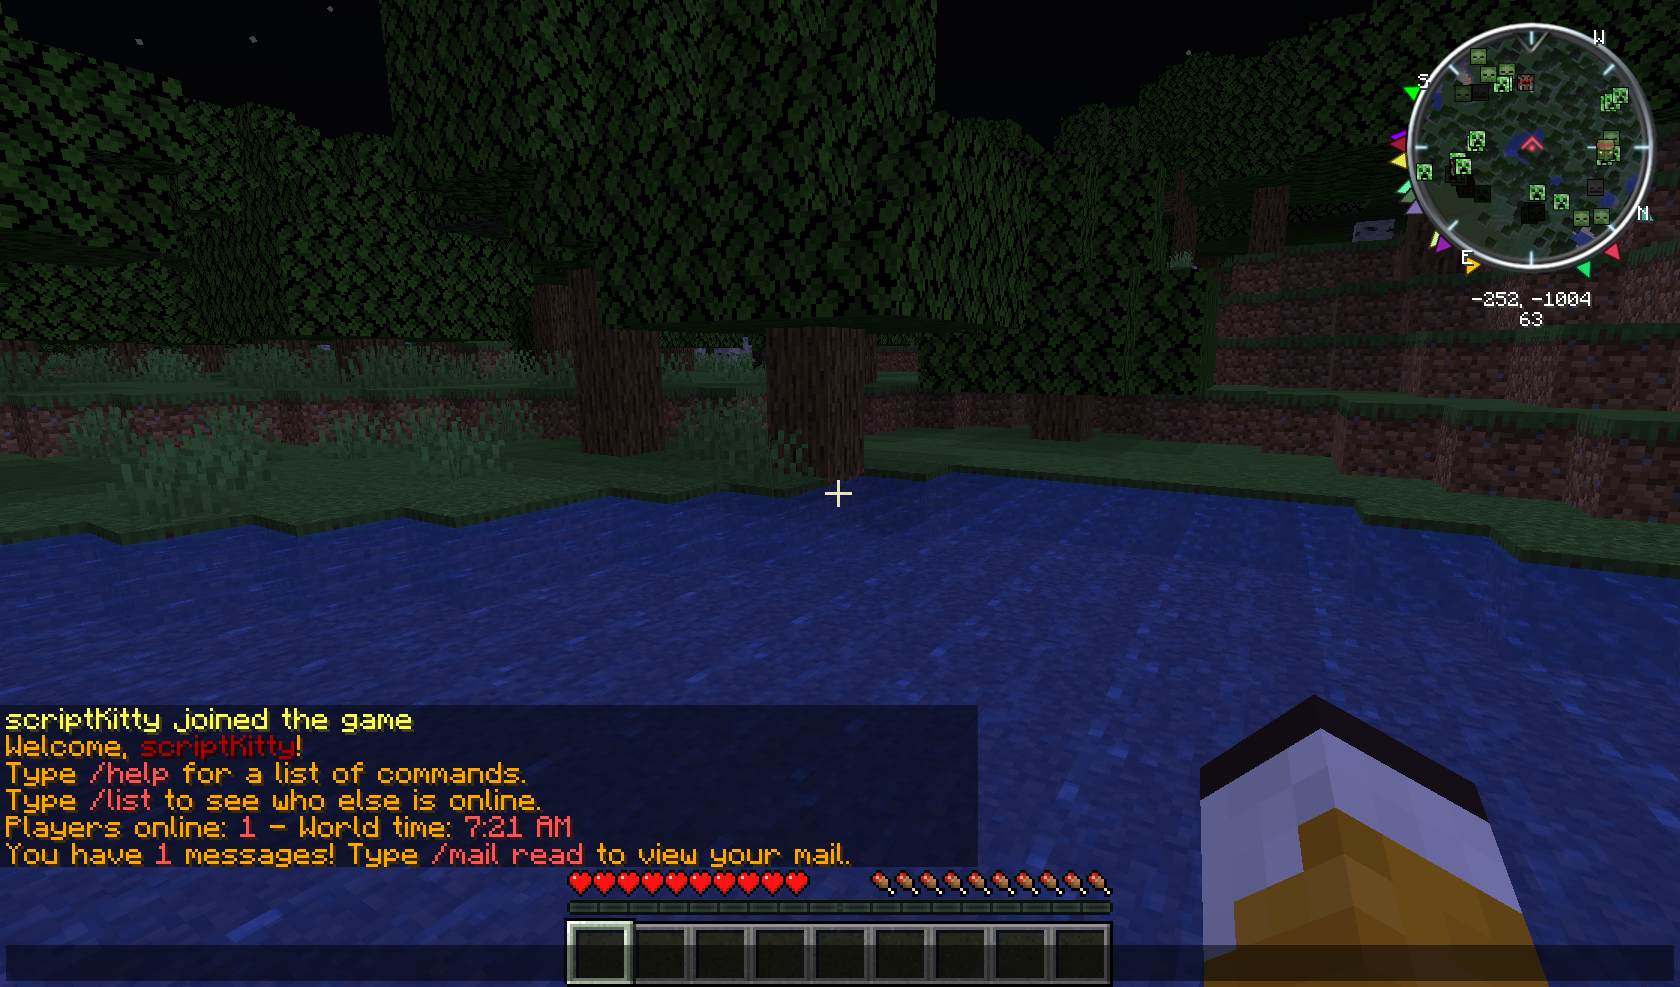 W
S
N
E
-252, -1004
63
scriptKitty joined the game
Welcome, scriptKitty!
Type /help for a list of commands.
Type /list to see who else is online.
Players online: 1 - World time: 7:21 AM
You have 1 messages! Type /mail read to view your mail.